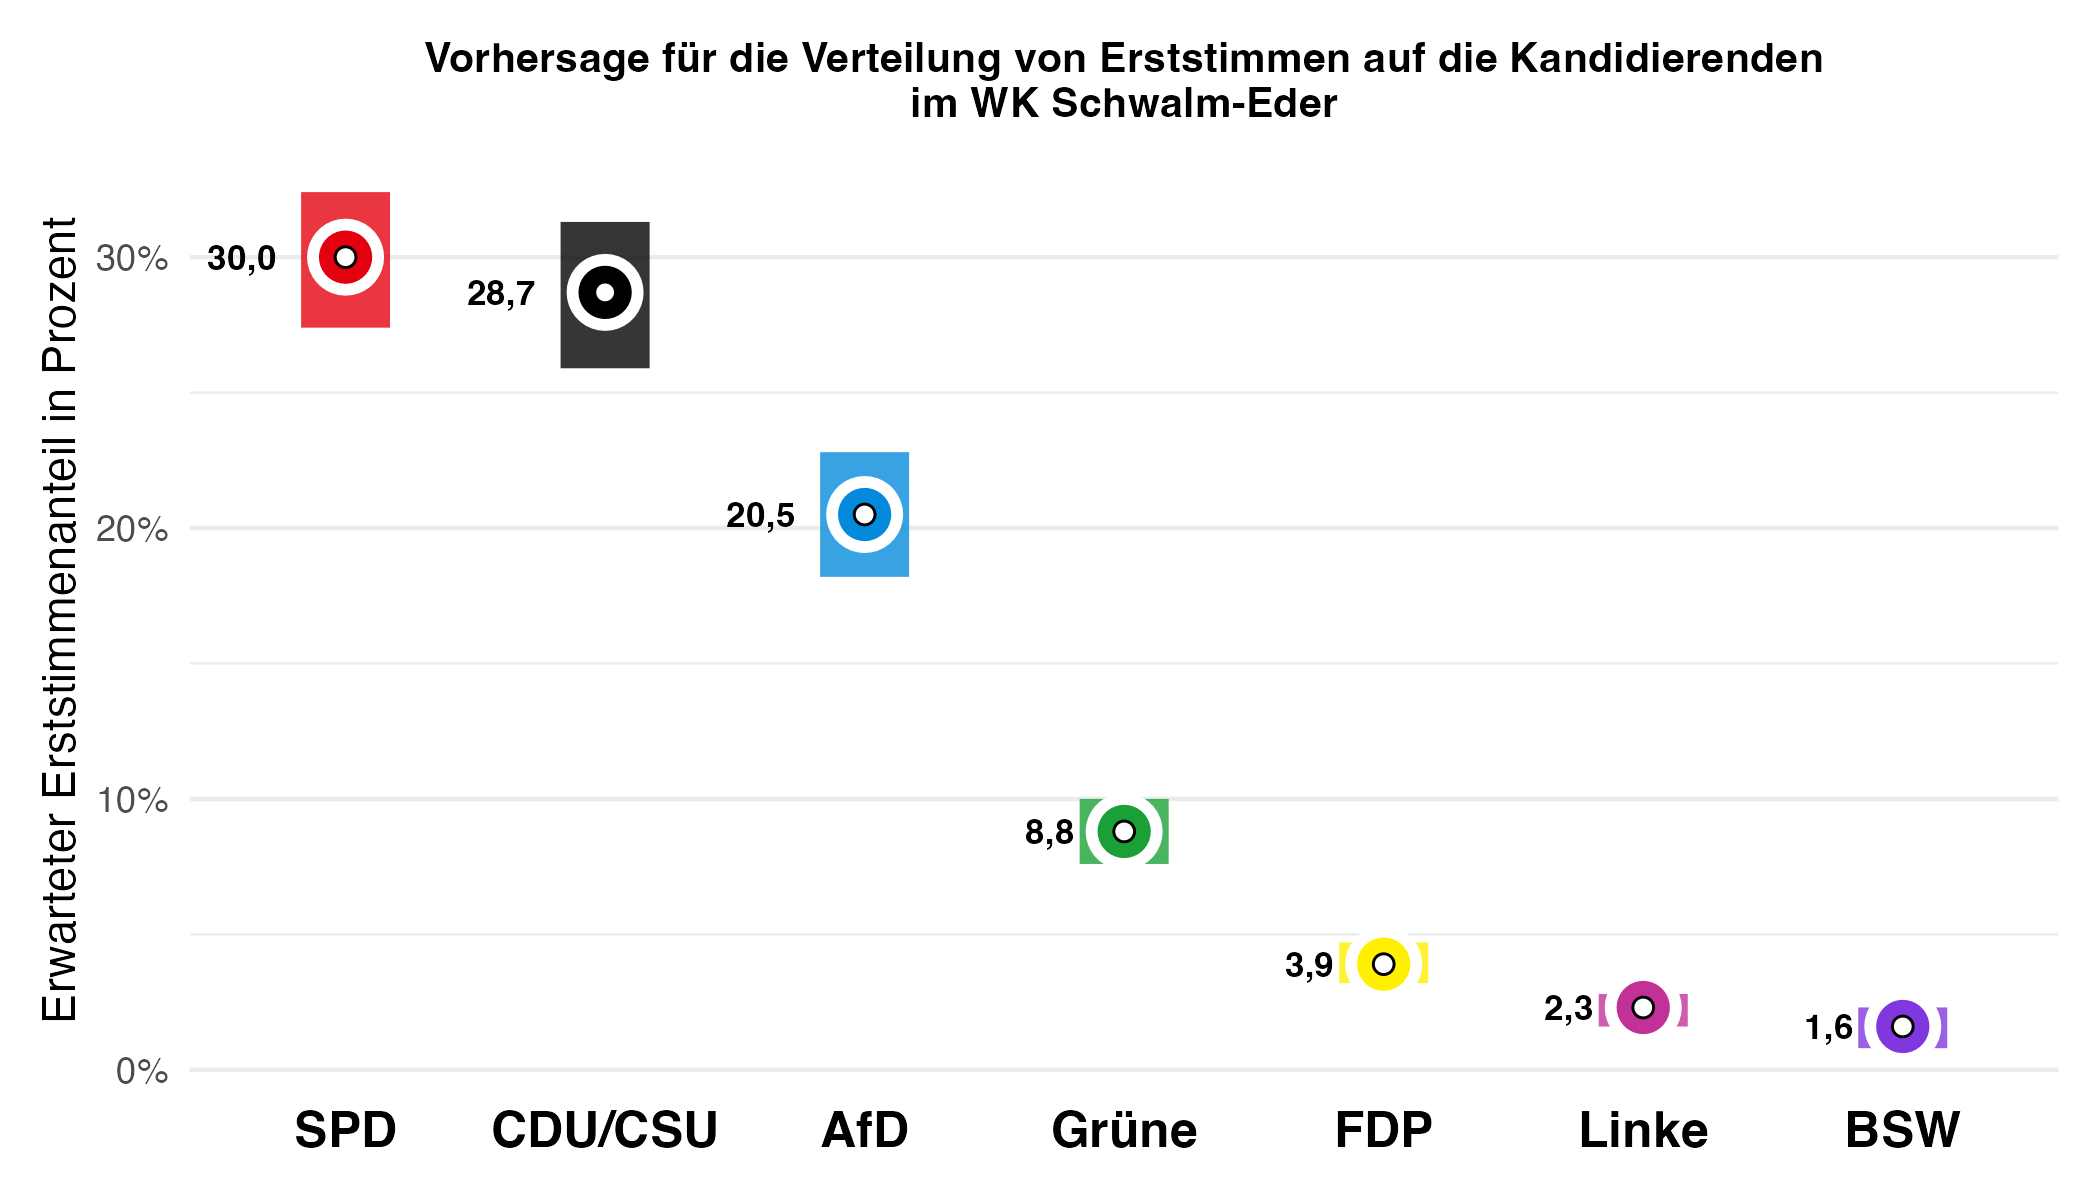 Vorhersage für die Verteilung von Erststimmen auf die Kandidierenden
im WK Schwalm-Eder
Erwarteter Erststimmenanteil in Prozent
30%
20%
10%
0%
30,0
28,7
20,5
8,8
3,9
2,3
1,6
SPD
CDU/CSU
AfD
Grüne
FDP
Linke
BSW